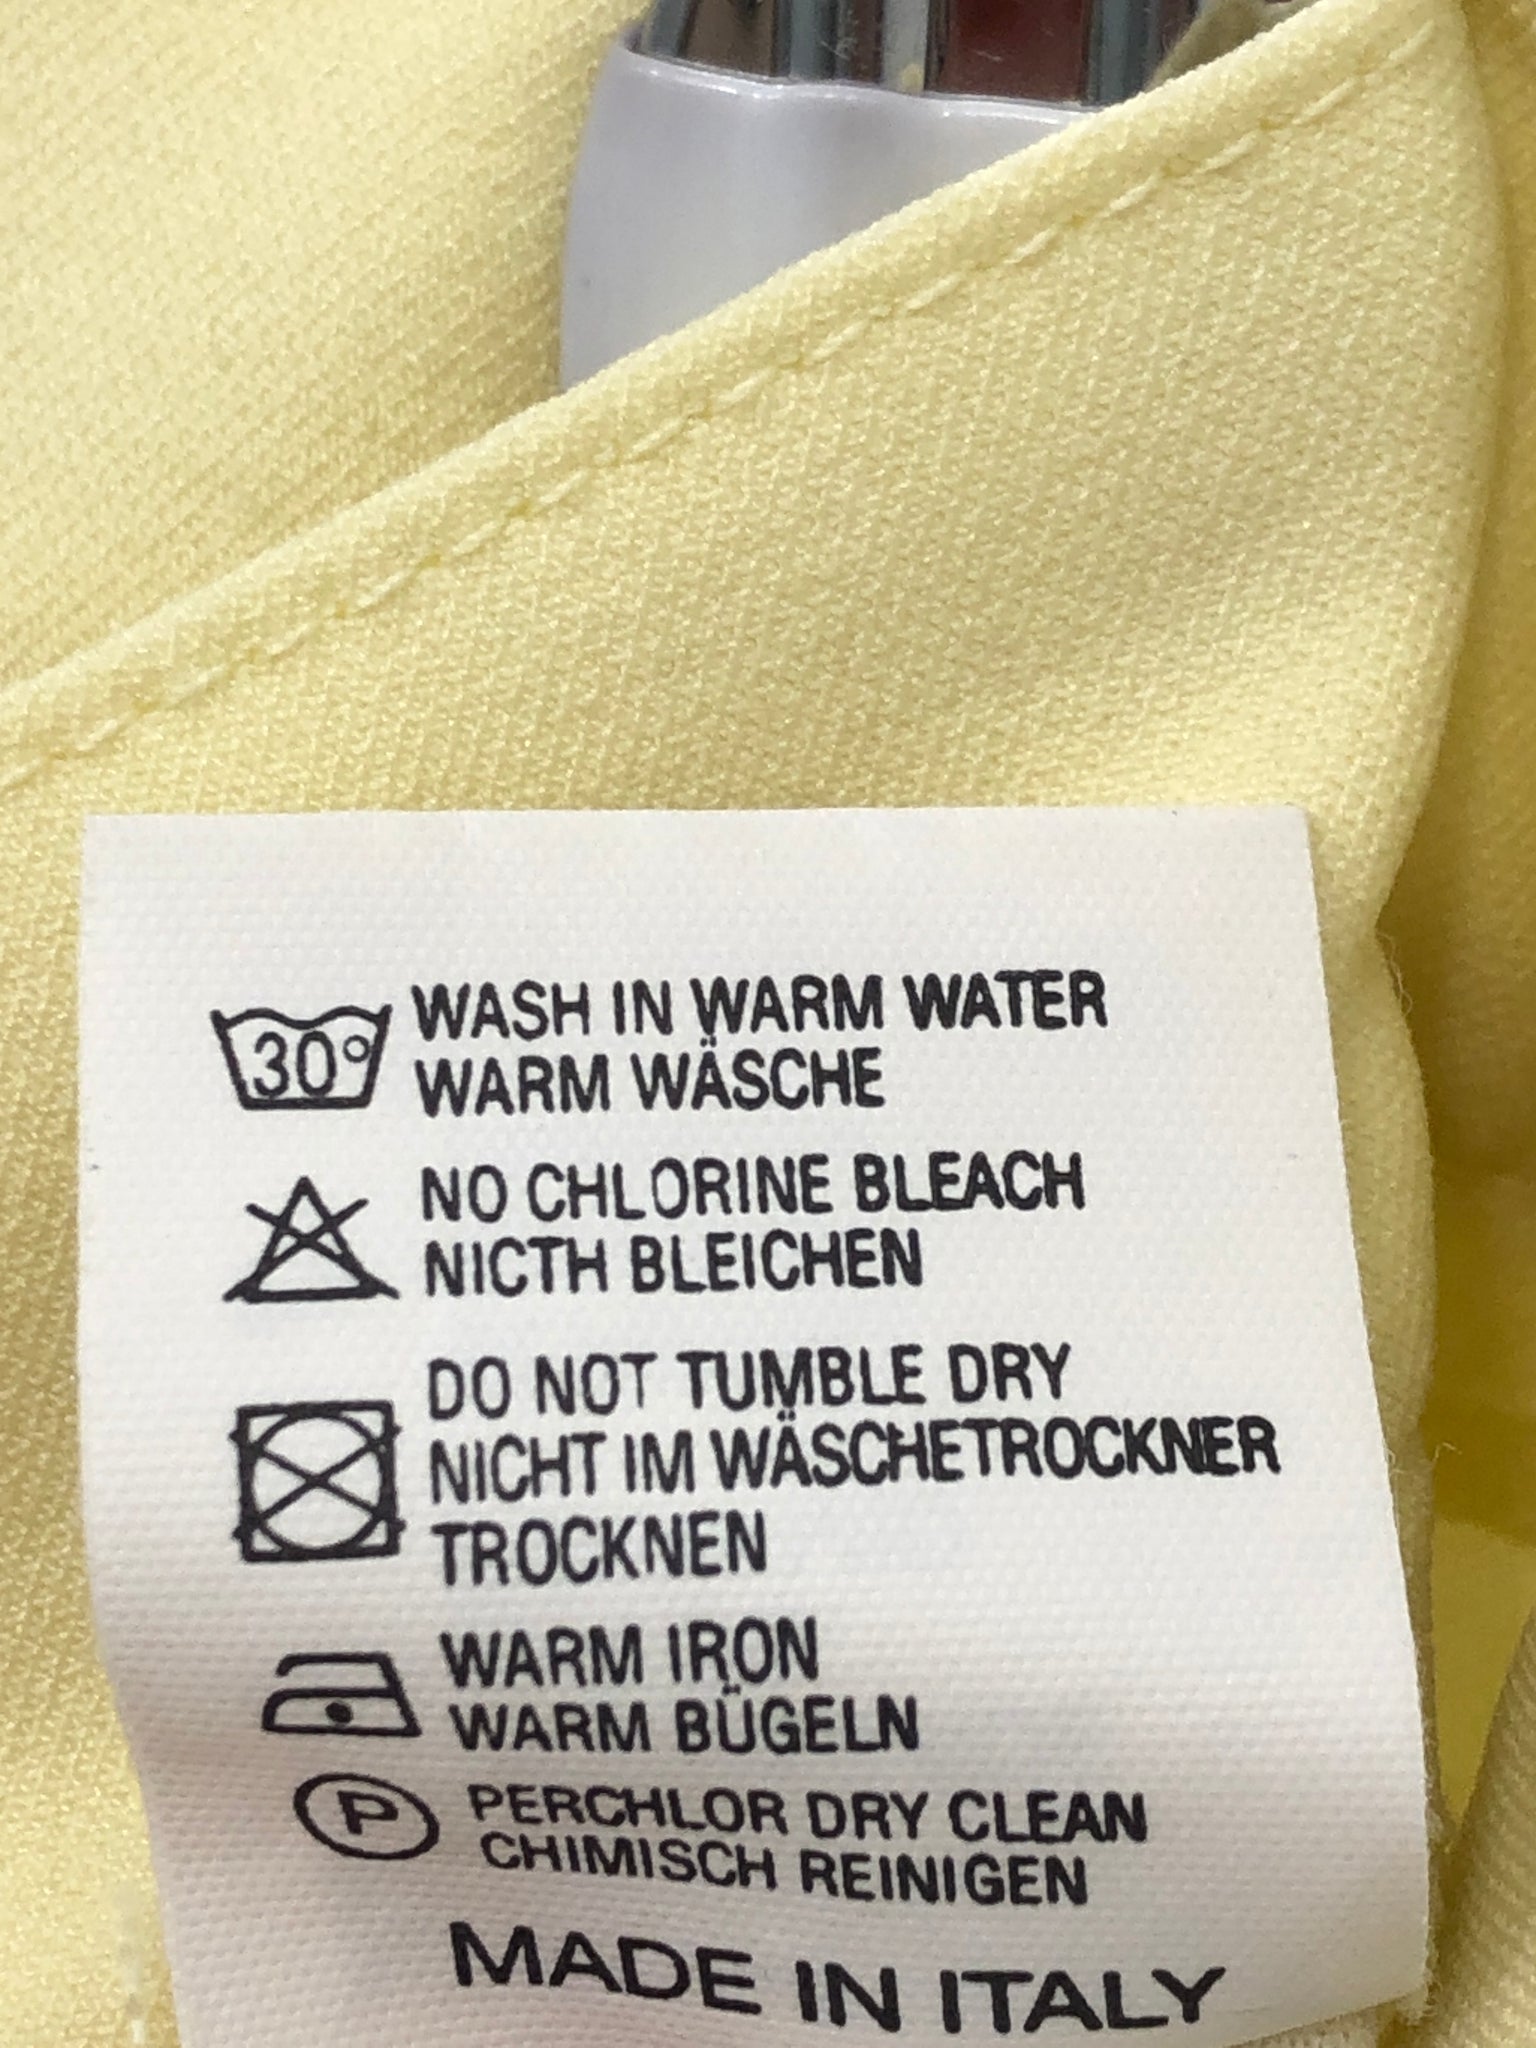 30° WASH IN WARM WATER
WARM WÄSCHE
NO CHLORINE BLEACH
NICTH BLEICHEN
DO NOT TUMBLE DRY
NICHT IM WÄSCHETROCKNER
TROCKNEN
WARM IRON
WARM BÜGELN
P PERCHLOR DRY CLEAN
CHIMISCH REINIGEN
MADE IN ITALY